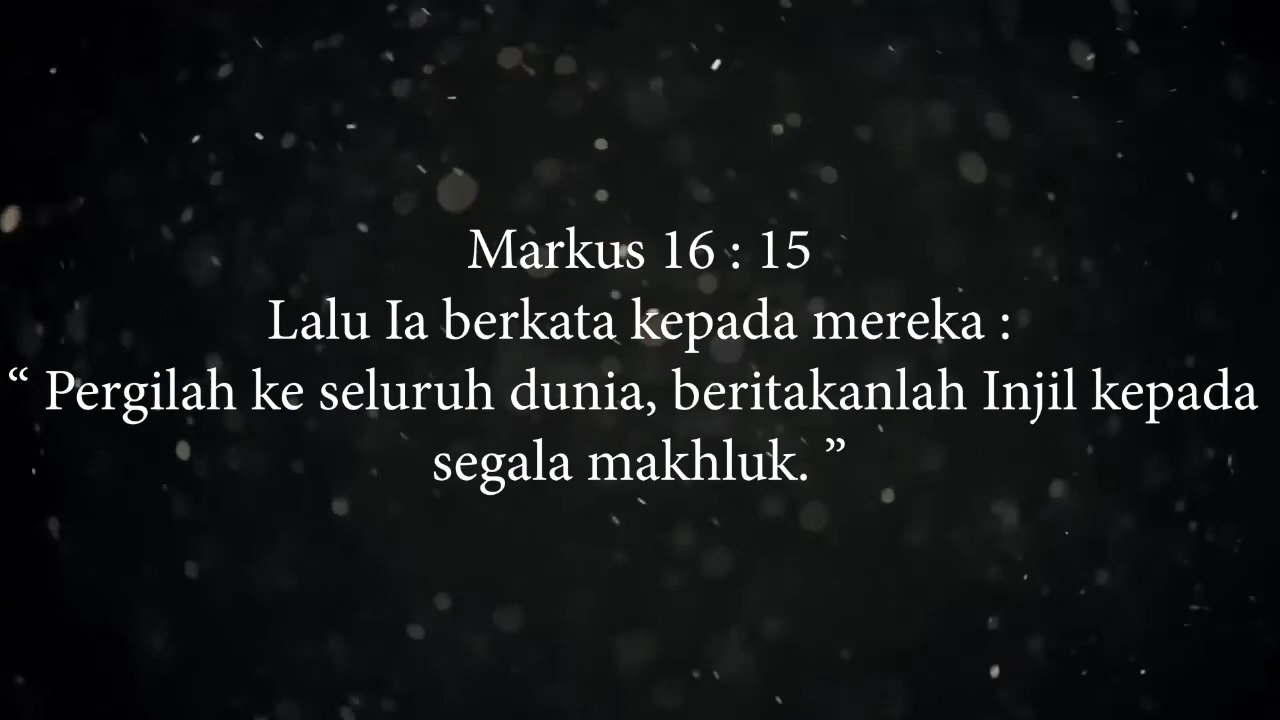 Markus 16 : 15
Lalu Ia berkata kepada mereka :
“ Pergilah ke seluruh dunia, beritakanlah Injil kepada
segala makhluk. ”